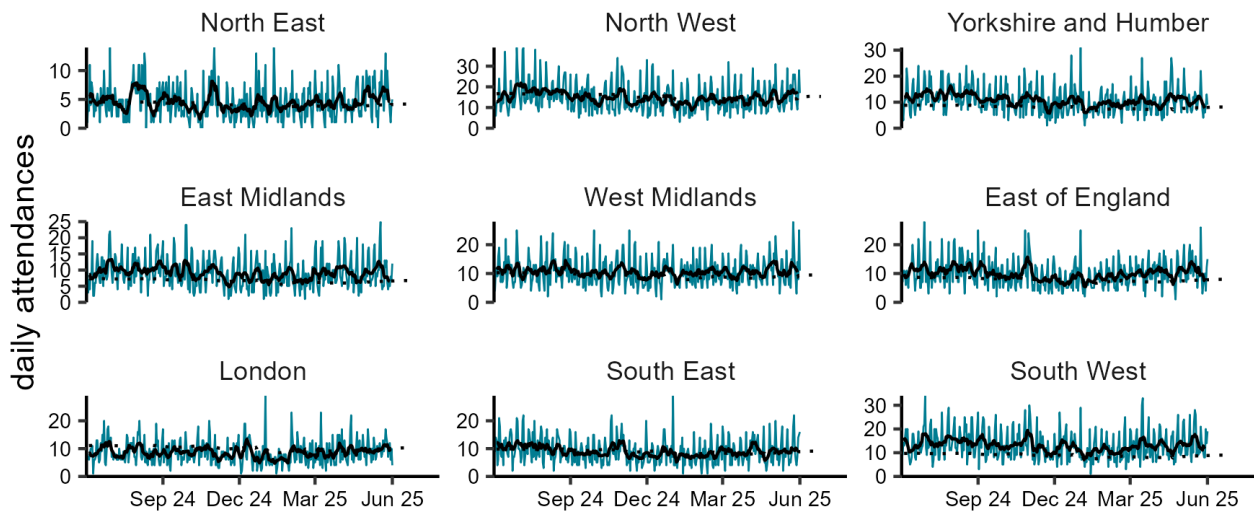 North East
North West
Yorkshire and Humber
10
5
0
30
20
10
0
30
20
10
0
daily attendances
East Midlands
West Midlands
East of England
25
20
15
10
5
0
20
10
0
20
10
0
London
South East
South West
20
10
0
20
10
0
30
20
10
0
Sep 24 Dec 24 Mar 25 Jun 25
Sep 24 Dec 24 Mar 25 Jun 25
Sep 24 Dec 24 Mar 25 Jun 25